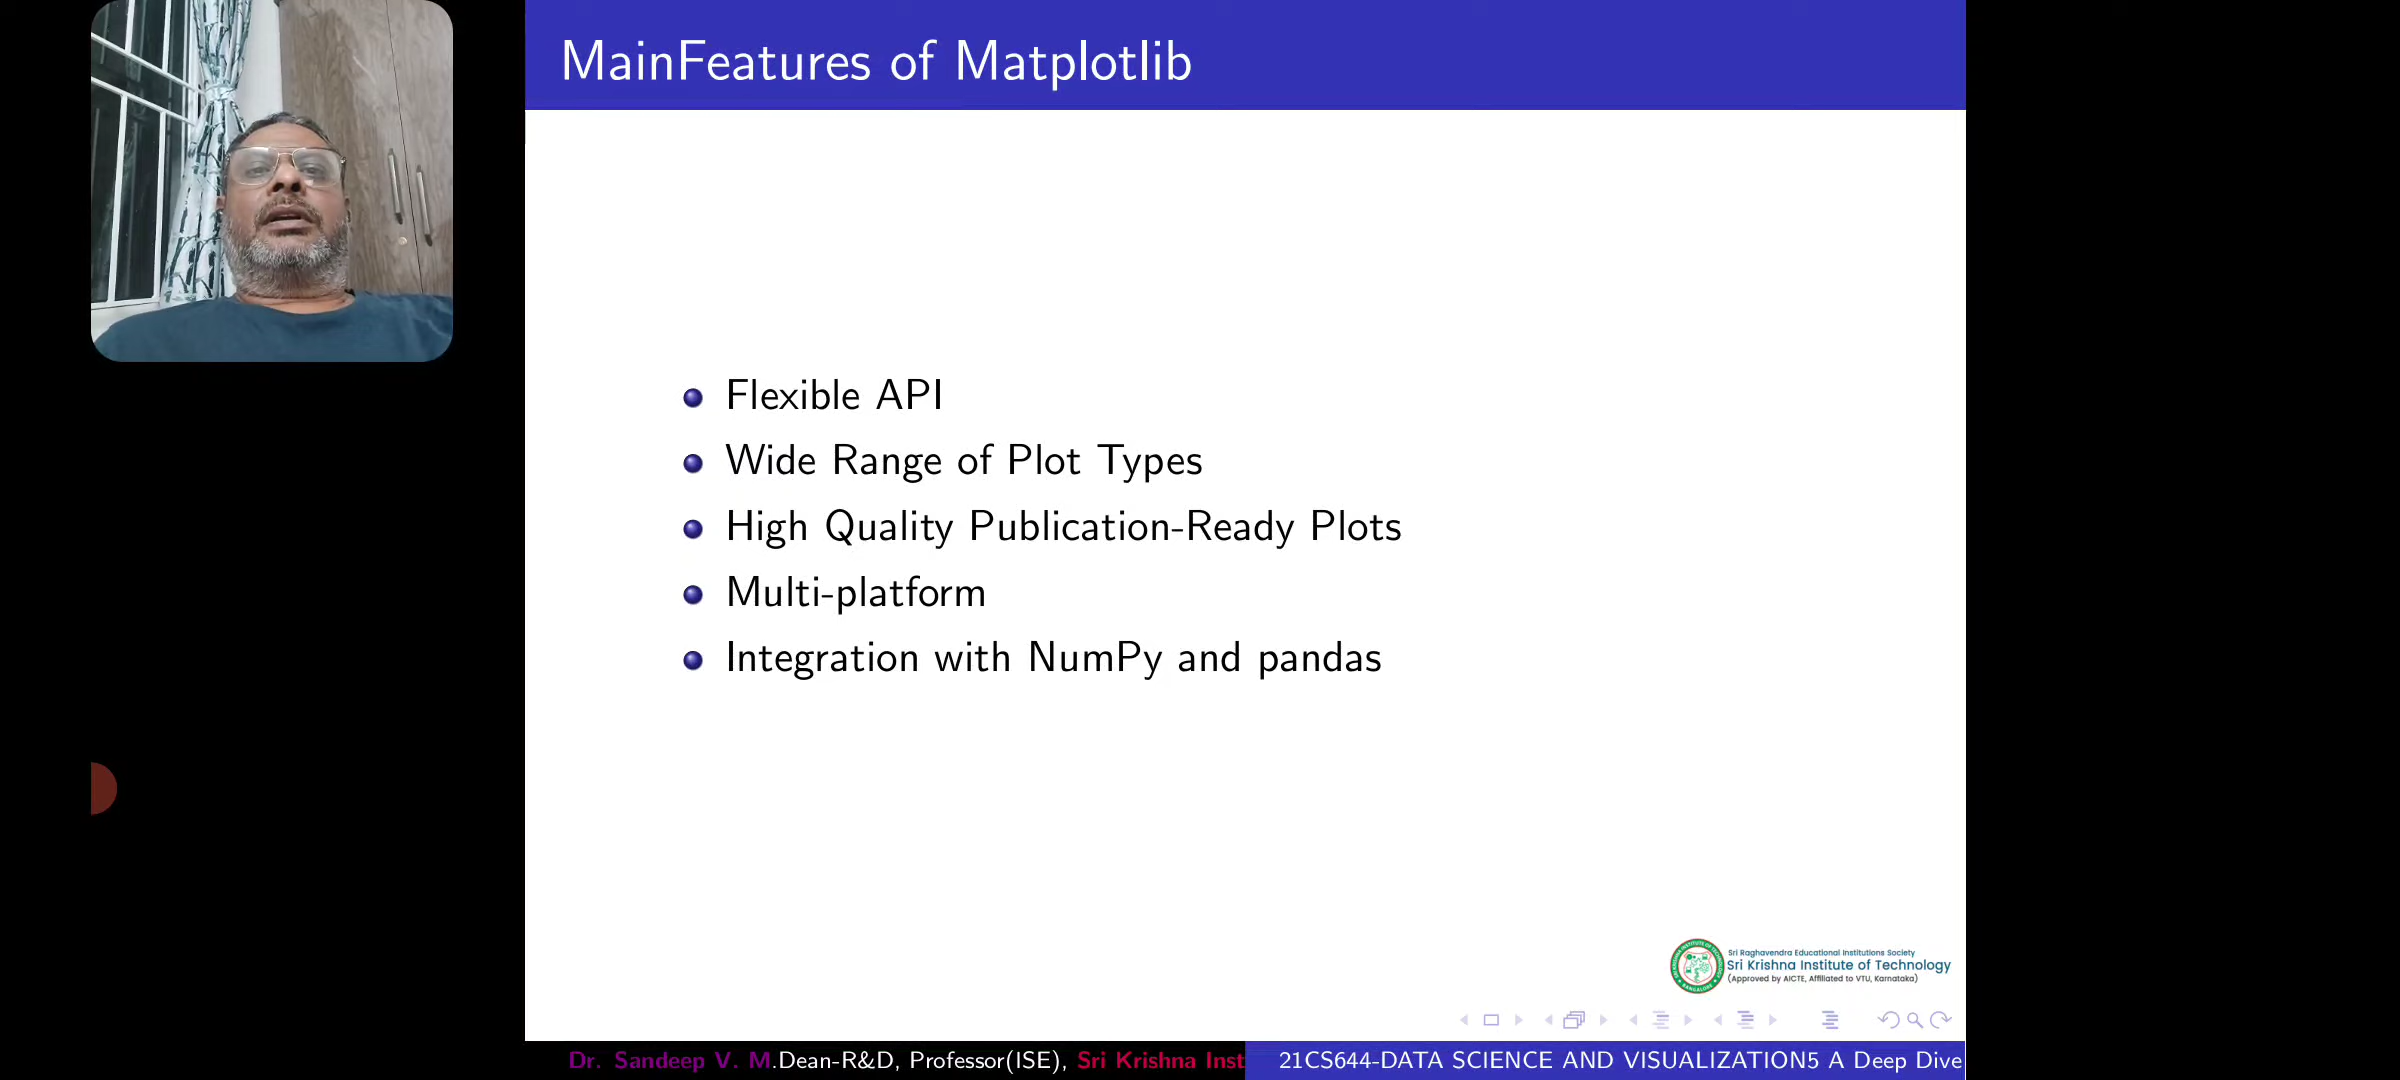 MainFeatures of Matplotlib
Flexible API
Wide Range of Plot Types
High Quality Publication-Ready Plots
Multi-platform
Integration with NumPy and pandas
Sri Raghavendra Educational Institutions Society
Sri Krishna Institute of Technology
(Approved by AICTE, Affiliated to VTU, Karnataka)
Dr. Sandeep V. M.Dean-R&D, Professor(ISE), Sri Krishna Inst
21CS644-DATA SCIENCE AND VISUALIZATION5 A Deep Dive